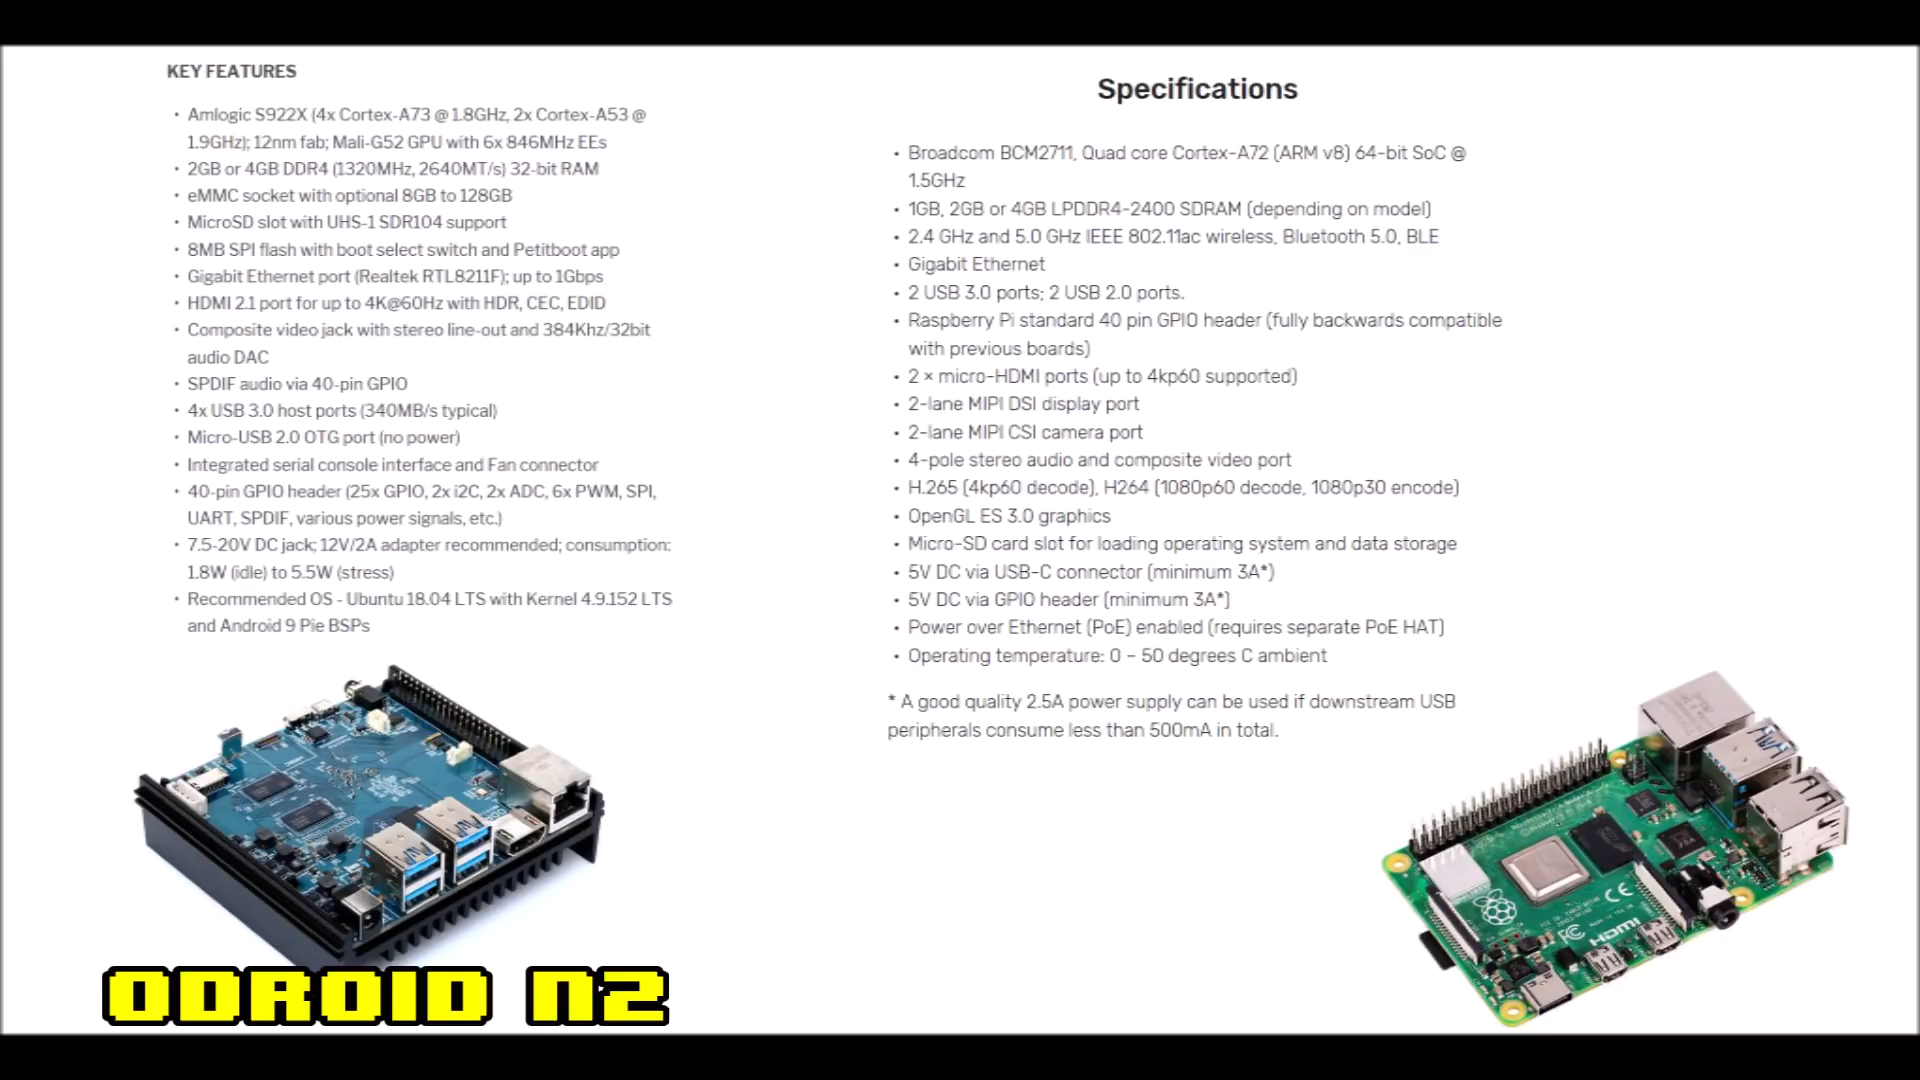 KEY FEATURES
• Amlogic S922X (4x Cortex-A73 @ 1.8GHz, 2x Cortex-A53 @
1.9GHz); 12nm fab; Mali-G52 GPU with 6x 846MHz EEs
• 2GB or 4GB DDR4 (1320MHz, 2640MT/s) 32-bit RAM
• eMMC socket with optional 8GB to 128GB
• MicroSD slot with UHS-1 SDR104 support
• 8MB SPI flash with boot select switch and Petitboot app
• Gigabit Ethernet port (Realtek RTL8211F); up to 1Gbps
• HDMI 2.1 port for up to 4K@60Hz with HDR, CEC, EDID
• Composite video jack with stereo line-out and 384Khz/32bit
audio DAC
• SPDIF audio via 40-pin GPIO
• 4x USB 3.0 host ports (340MB/s typical)
• Micro-USB 2.0 OTG port (no power)
• Integrated serial console interface and Fan connector
• 40-pin GPIO header (25x GPIO, 2x i2C, 2x ADC, 6x PWM, SPI,
UART, SPDIF, various power signals, etc.)
• 7.5-20V DC jack; 12V/2A adapter recommended; consumption:
1.8W (idle) to 5.5W (stress)
• Recommended OS - Ubuntu 18.04 LTS with Kernel 4.9.152 LTS
and Android 9 Pie BSPs
ODROID N2
Specifications
• Broadcom BCM2711, Quad core Cortex-A72 (ARM v8) 64-bit SoC @
1.5GHz
• 1GB, 2GB or 4GB LPDDR4-2400 SDRAM (depending on model)
• 2.4 GHz and 5.0 GHz IEEE 802.11ac wireless, Bluetooth 5.0, BLE
• Gigabit Ethernet
• 2 USB 3.0 ports; 2 USB 2.0 ports.
• Raspberry Pi standard 40 pin GPIO header (fully backwards compatible
with previous boards)
• 2 × micro-HDMI ports (up to 4kp60 supported)
• 2-lane MIPI DSI display port
• 2-lane MIPI CSI camera port
• 4-pole stereo audio and composite video port
• H.265 (4kp60 decode), H264 (1080p60 decode, 1080p30 encode)
• OpenGL ES 3.0 graphics
• Micro-SD card slot for loading operating system and data storage
• 5V DC via USB-C connector (minimum 3A*)
• 5V DC via GPIO header (minimum 3A*)
• Power over Ethernet (PoE) enabled (requires separate PoE HAT)
• Operating temperature: 0 – 50 degrees C ambient
* A good quality 2.5A power supply can be used if downstream USB
peripherals consume less than 500mA in total.
CE
FC
HDMI